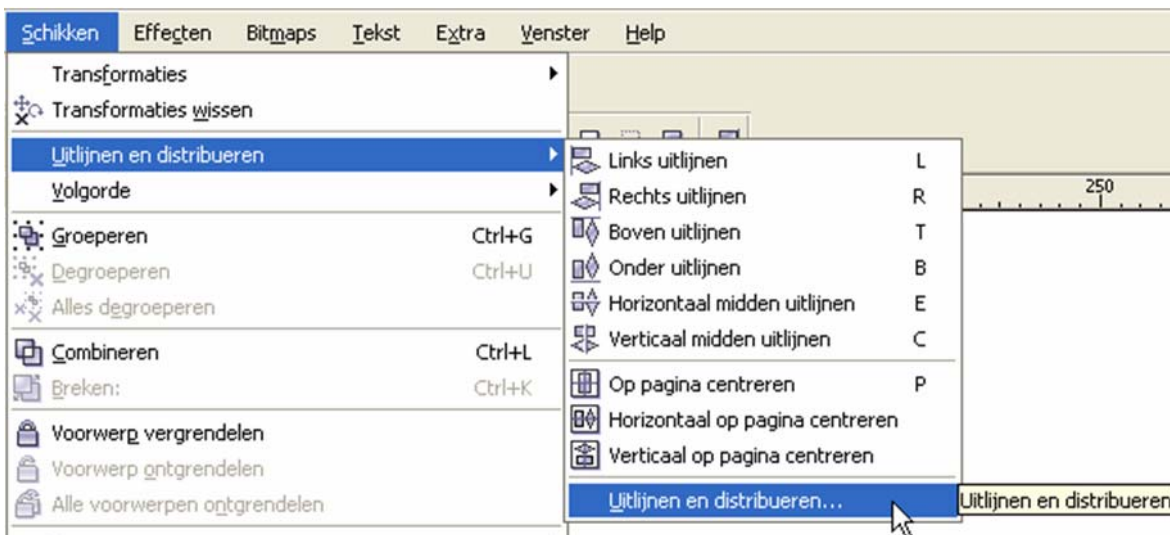 Schikken Effecten Bitmaps Tekst Extra Venster Help
Transformaties
Transformaties wissen
Uitlijnen en distribueren
Volgorde
Groeperen Ctrl+G
Degroeperen Ctrl+U
Alles degroeperen
Combineren Ctrl+L
Breken: Ctrl+K
Voorwerp vergrendelen
Voorwerp ontgrendelen
Alle voorwerpen ontgrendelen
Links uitlijnen L
Rechts uitlijnen R
Boven uitlijnen T
Onder uitlijnen B
Horizontaal midden uitlijnen E
Verticaal midden uitlijnen C
Op pagina centreren P
Horizontaal op pagina centreren
Verticaal op pagina centreren
Uitlijnen en distribueren...
Uitlijnen en distribueren
250